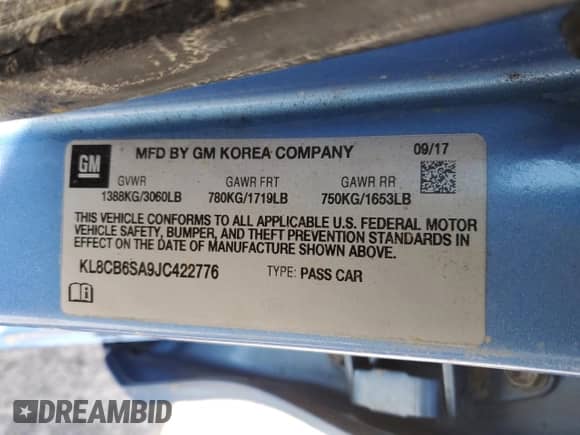 GM
MFD BY GM KOREA COMPANY 09/17
GVWR GAWR FRT GAWR RR
1388KG/3060LB 780KG/1719LB 750KG/1653LB
THIS VEHICLE CONFORMS TO ALL APPLICABLE U.S. FEDERAL MOTOR
VEHICLE SAFETY, BUMPER, AND THEFT PREVENTION STANDARDS IN
EFFECT ON THE DATE OF MANUFACTURE SHOWN ABOVE.
KL8CB6SA9JC422776 TYPE: PASS CAR
DREAMBID